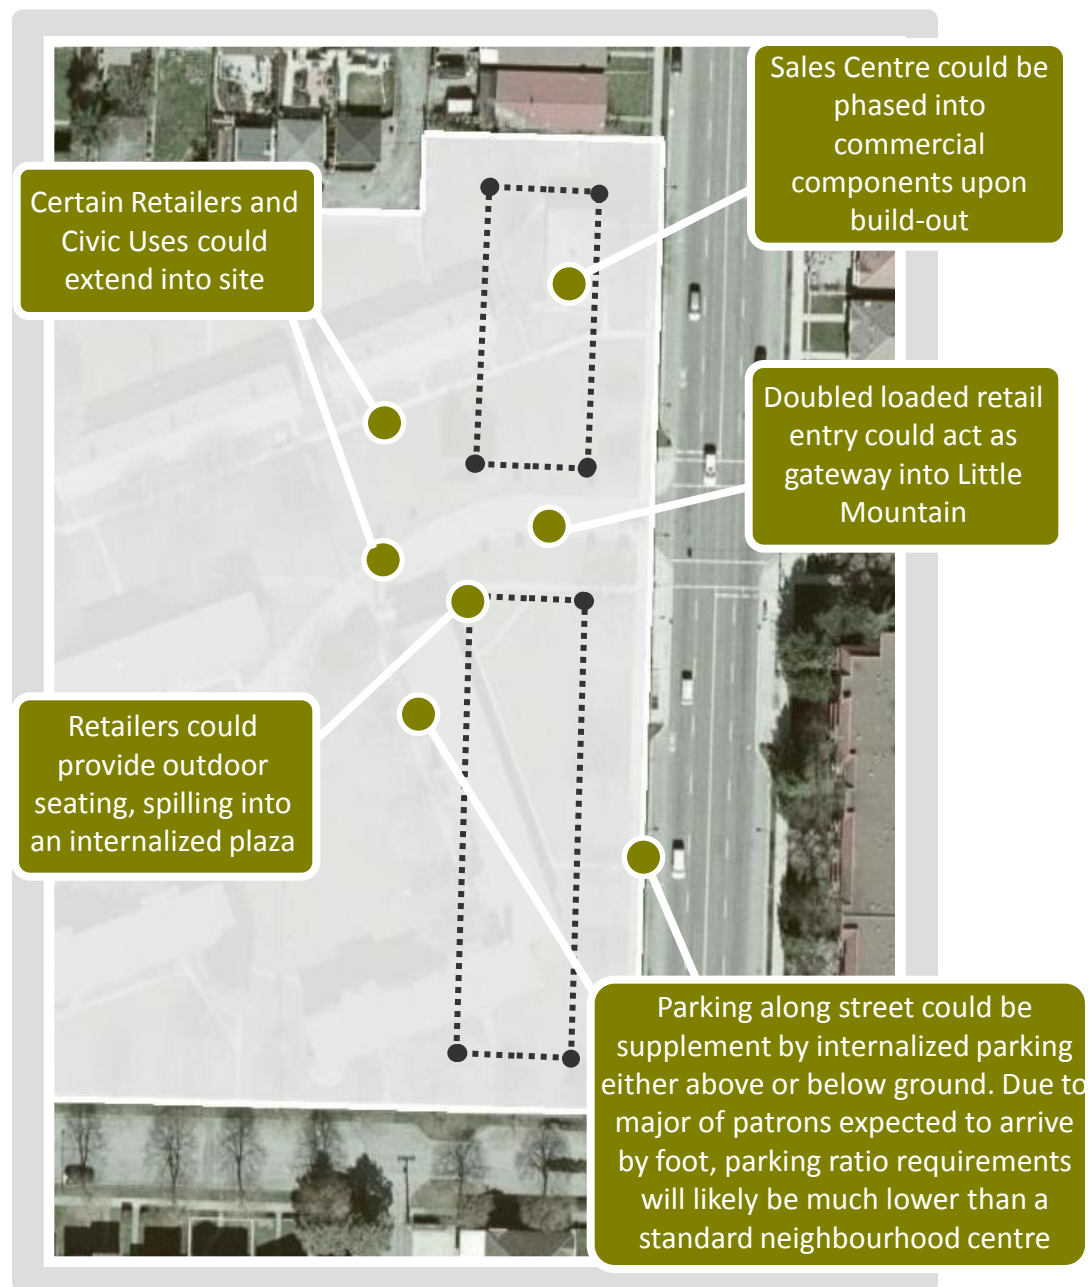 Sales Centre could be
phased into
commercial
components upon
build-out
Certain Retailers and
Civic Uses could
extend into site
Doubled loaded retail
entry could act as
gateway into Little
Mountain
Retailers could
provide outdoor
seating, spilling into
an internalized plaza
Parking along street could be
supplement by internalized parking
either above or below ground. Due to
major of patrons expected to arrive
by foot, parking ratio requirements
will likely be much lower than a
standard neighbourhood centre